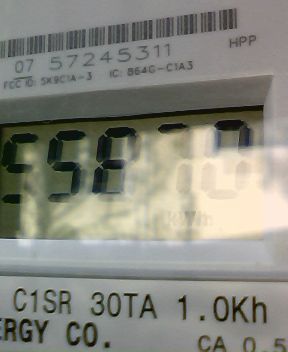 07 57245311
HPP
FCC ID: SK9C1A-3 IC: 864G-C1A3
kWh
C1SR 30TA 1.0Kh
ERGY CO.
CA 0.5